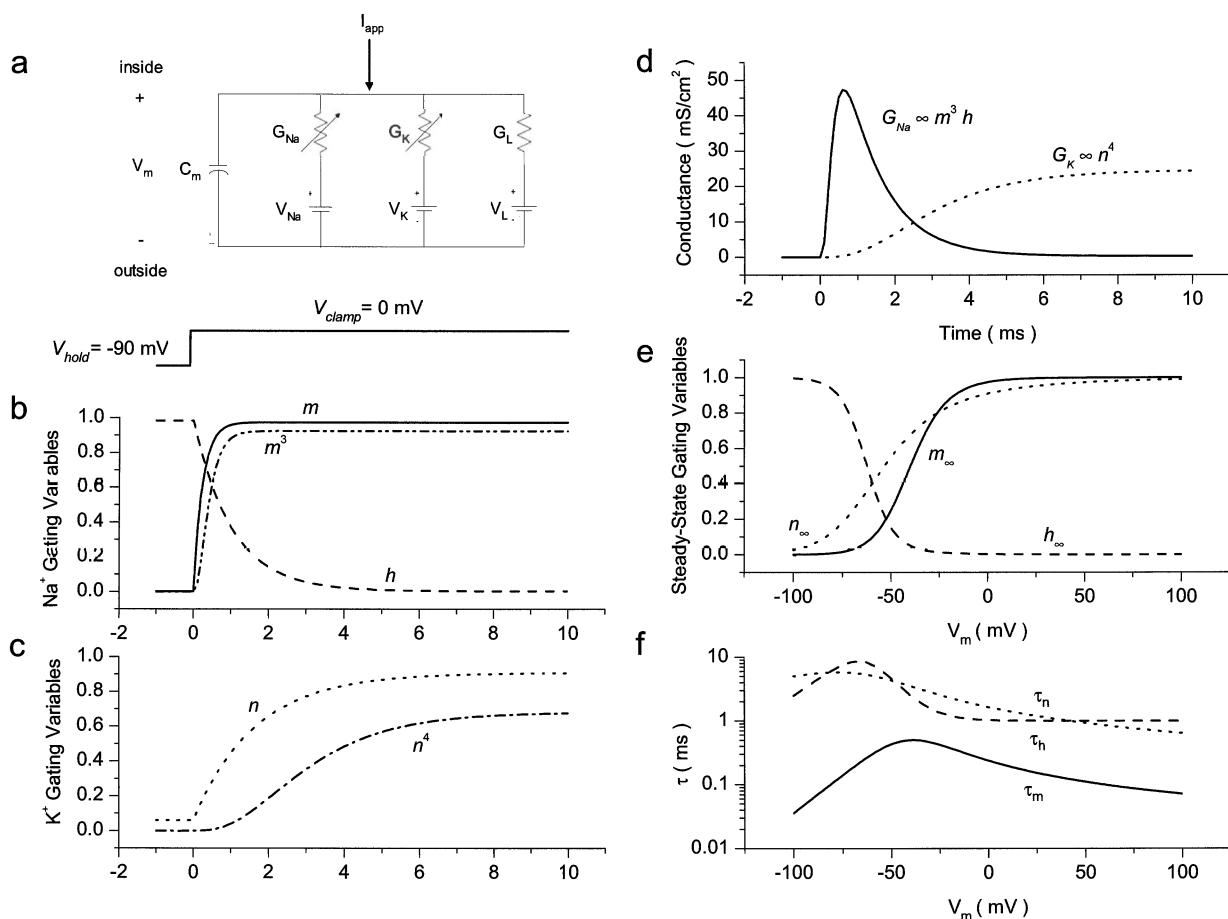 a
I_app
inside
+
V_m
-
outside
C_m
G_Na
G_K
G_L
+
+
+
V_Na
V_K
V_L
V_clamp = 0 mV
V_hold = -90 mV
b
Na⁺ Gating Variables
1.0
0.8
0.6
0.4
0.2
0.0
m
m³
h
-2 0 2 4 6 8 10
c
K⁺ Gating Variables
1.0
0.8
0.6
0.4
0.2
0.0
n
n⁴
-2 0 2 4 6 8 10
d
Conductance ( mS/cm² )
50
40
30
20
10
0
G_Na ∞ m³ h
G_K ∞ n⁴
-2 0 2 4 6 8 10
Time ( ms )
e
Steady-State Gating Variables
1.0
0.8
0.6
0.4
0.2
0.0
n_∞
m_∞
h_∞
-100 -50 0 50 100
V_m ( mV )
f
τ ( ms )
10
1
0.1
0.01
τ_n
τ_h
τ_m
-100 -50 0 50 100
V_m ( mV )